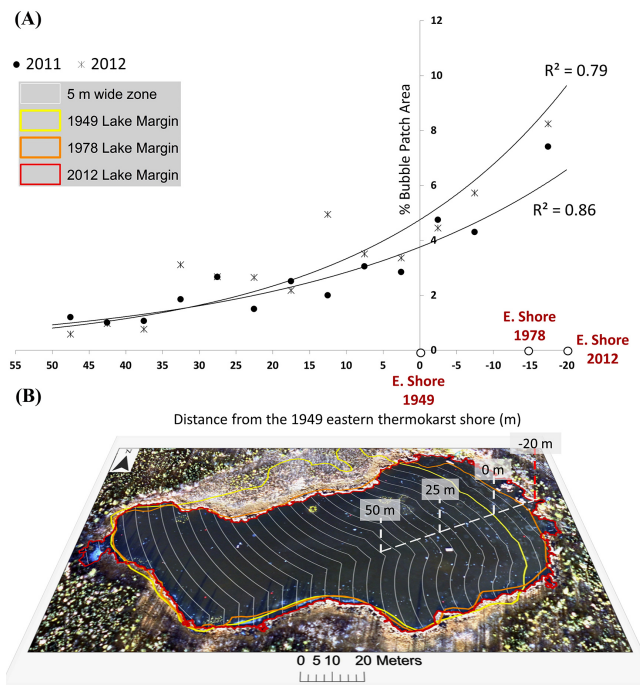 (A)
12
2011
2012
5 m wide zone
1949 Lake Margin
1978 Lake Margin
2012 Lake Margin
10
8
6
4
2
0
% Bubble Patch Area
R² = 0.79
R² = 0.86
E. Shore
1978
E. Shore
2012
55 50 45 40 35 30 25 20 15 10 5 0 -5 -10 -15 -20
E. Shore
1949
(B)
Distance from the 1949 eastern thermokarst shore (m)
N
-20 m
0 m
25 m
50 m
0 5 10 20 Meters